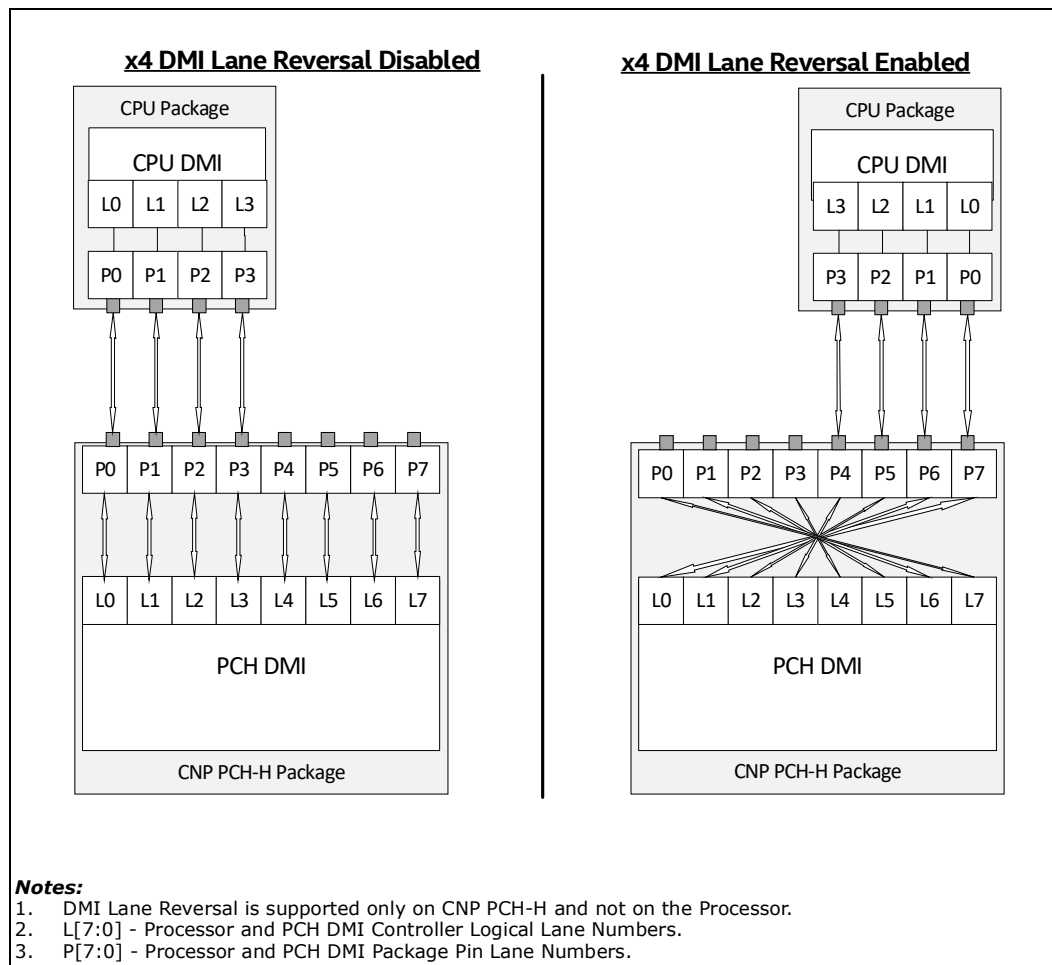 x4 DMI Lane Reversal Disabled
CPU Package
CPU DMI
L0 L1 L2 L3
P0 P1 P2 P3
P0 P1 P2 P3 P4 P5 P6 P7
L0 L1 L2 L3 L4 L5 L6 L7
PCH DMI
CNP PCH-H Package
x4 DMI Lane Reversal Enabled
CPU Package
CPU DMI
L3 L2 L1 L0
P3 P2 P1 P0
P0 P1 P2 P3 P4 P5 P6 P7
L0 L1 L2 L3 L4 L5 L6 L7
PCH DMI
CNP PCH-H Package
Notes:
1. DMI Lane Reversal is supported only on CNP PCH-H and not on the Processor.
2. L[7:0] - Processor and PCH DMI Controller Logical Lane Numbers.
3. P[7:0] - Processor and PCH DMI Package Pin Lane Numbers.